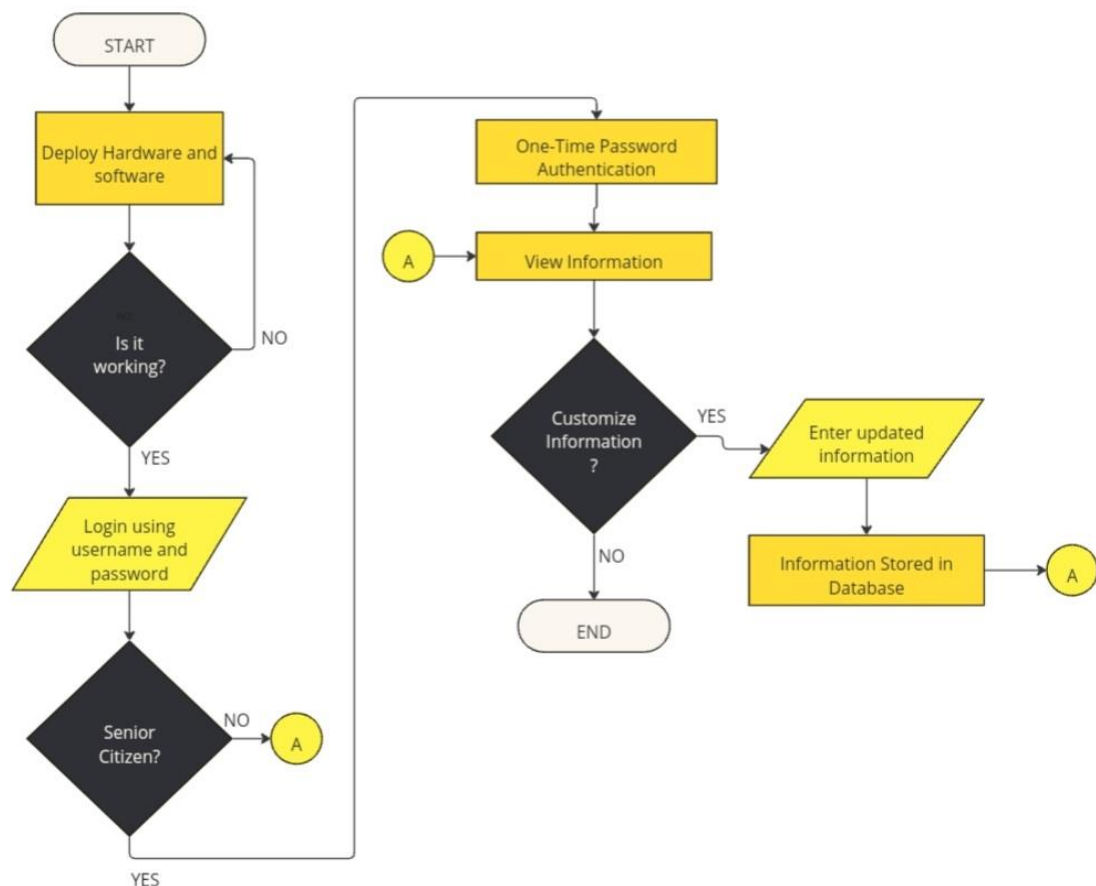 START
Deploy Hardware and
software
Is it
working?
NO
YES
Login using
username and
password
Senior
Citizen?
NO
A
YES
One-Time Password
Authentication
A
View Information
Customize
Information
?
YES
Enter updated
information
Information Stored in
Database
A
NO
END